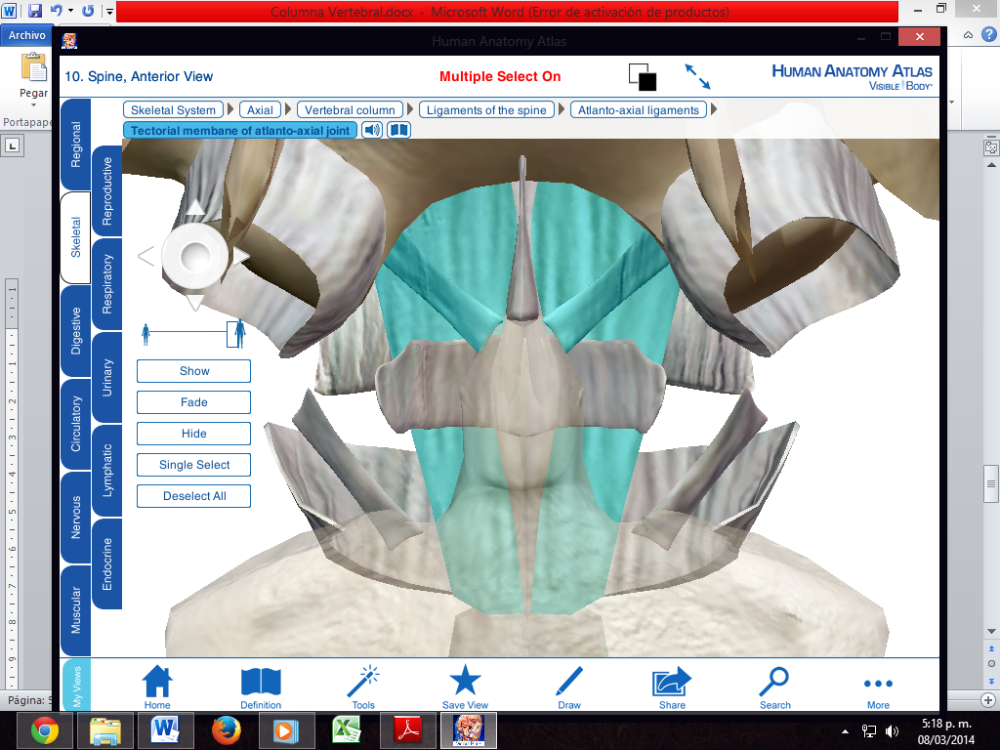 Columna Vertebral.docx - Microsoft Word (Error de activación de productos)
Archivo
Human Anatomy Atlas
Pegar
Portapape
10. Spine, Anterior View
Multiple Select On
HUMAN ANATOMY ATLAS
VISIBLE BODY
Skeletal System
Axial
Vertebral column
Ligaments of the spine
Atlanto-axial ligaments
Tectorial membane of atlanto-axial joint
Regional
Skeletal
Digestive
Circulatory
Nervous
Muscular
My Views
Reproductive
Respiratory
Urinary
Lymphatic
Endocrine
Show
Fade
Hide
Single Select
Deselect All
Home
Definition
Tools
Save View
Draw
Share
Search
More
Página: 5
5:18 p. m.
08/03/2014